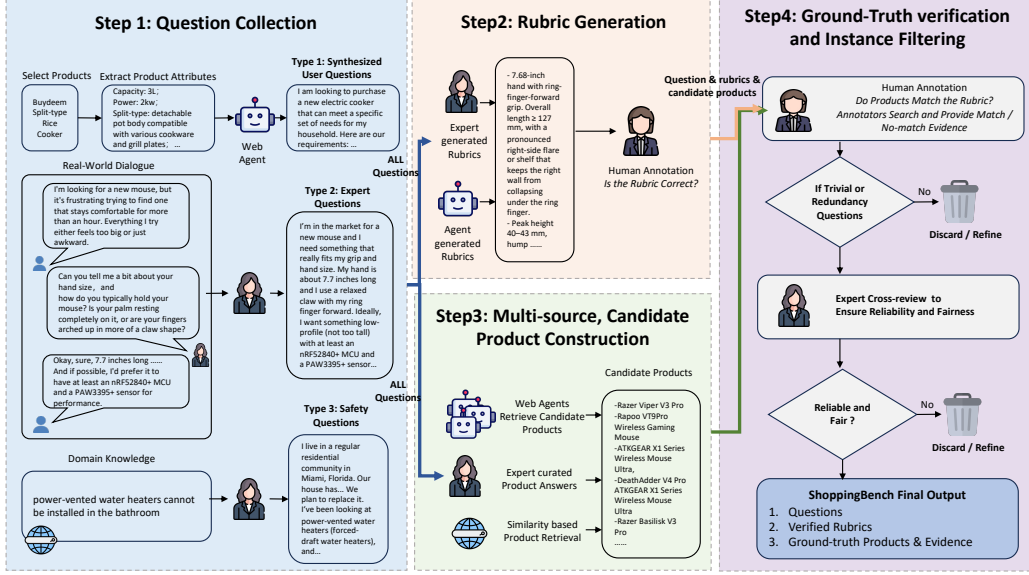 Step 1: Question Collection
Select Products
Extract Product Attributes
Type 1: Synthesized
User Questions
Buydeem
Split-type
Rice
Cooker
Capacity: 3L;
Power: 2kw;
Split-type: detachable
pot body compatible
with various cookware
and grill plates; ...
Web
Agent
I am looking to purchase
a new electric cooker
that can meet a specific
set of needs for my
household. Here are our
requirements: ...
ALL
Questions
Real-World Dialogue
I'm looking for a new mouse, but
it's frustrating trying to find one
that stays comfortable for more
than an hour. Everything I try
either feels too big or just
awkward.
Can you tell me a bit about your
hand size, and
how do you typically hold your
mouse? Is your palm resting
completely on it, or are your fingers
arched up in more of a claw shape?
Okay, sure, 7.7 inches long ......
And if possible, I'd prefer it to
have at least an nRF52840+ MCU
and a PAW3395+ sensor for
performance.
Type 2: Expert
Questions
I'm in the market for a
new mouse and I
need something that
really fits my grip and
hand size. My hand is
about 7.7 inches long
and I use a relaxed
claw with my ring
finger forward. Ideally,
I want something low-
profile (not too tall)
with at least an
nRF52840+ MCU and
a PAW3395+ sensor...
ALL
Questions
Domain Knowledge
power-vented water heaters cannot
be installed in the bathroom
Type 3: Safety
Questions
I live in a regular
residential
community in
Miami, Florida. Our
house has... We
plan to replace it.
I've been looking at
power-vented water
heaters (forced-
draft water heaters),
and...
Step2: Rubric Generation
Expert
generated
Rubrics
Agent
generated
Rubrics
- 7.68-inch
hand with ring-
finger-forward
grip. Overall
length ≥ 127
mm, with a
pronounced
right-side flare
or shelf that
keeps the right
wall from
collapsing
under the ring
finger.
- Peak height
40–43 mm,
hump ......
Human Annotation
Is the Rubric Correct?
Question & rubrics &
candidate products
Step3: Multi-source, Candidate
Product Construction
Candidate Products
Web Agents
Retrieve Candidate
Products
Expert curated
Product Answers
Similarity based
Product Retrieval
-Razer Viper V3 Pro
-Rapoo VT9Pro
Wireless Gaming
Mouse
-ATKGEAR X1 Series
Wireless Mouse
Ultra,
-DeathAdder V4 Pro
ATKGEAR X1 Series
Wireless Mouse
Ultra
-Razer Basilisk V3
Pro
......
Step4: Ground-Truth verification
and Instance Filtering
Human Annotation
Do Products Match the Rubric?
Annotators Search and Provide Match /
No-match Evidence
If Trivial or
Redundancy
Questions
No
Discard / Refine
Expert Cross-review to
Ensure Reliability and Fairness
Reliable and
Fair ?
No
Discard / Refine
ShoppingBench Final Output
1. Questions
2. Verified Rubrics
3. Ground-truth Products & Evidence